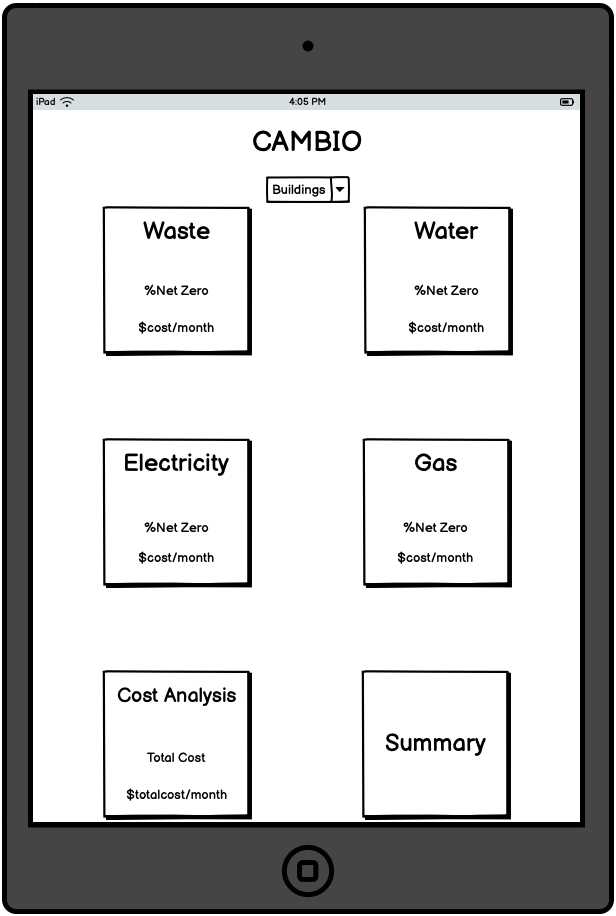 iPad 4:05 PM
CAMBIO
Buildings
Waste
%Net Zero
$cost/month
Water
%Net Zero
$cost/month
Electricity
%Net Zero
$cost/month
Gas
%Net Zero
$cost/month
Cost Analysis
Total Cost
$totalcost/month
Summary